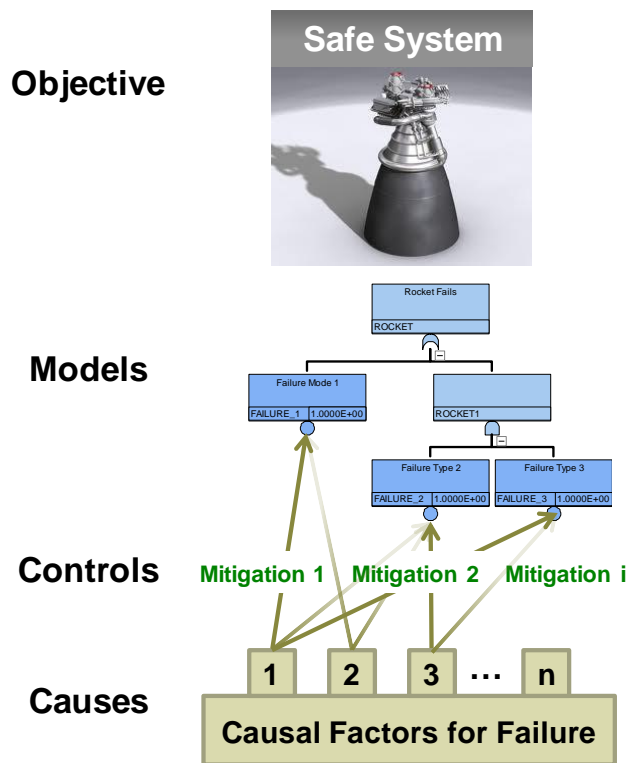 Safe System
Objective
Rocket Fails
ROCKET
Models
Failure Mode 1
FAILURE_1 1.0000E+00
ROCKET1
Failure Type 2
Failure Type 3
FAILURE_2 1.0000E+00
FAILURE_3 1.0000E+00
Controls
Mitigation 1
Mitigation 2
Mitigation i
1 2 3 ... n
Causes
Causal Factors for Failure